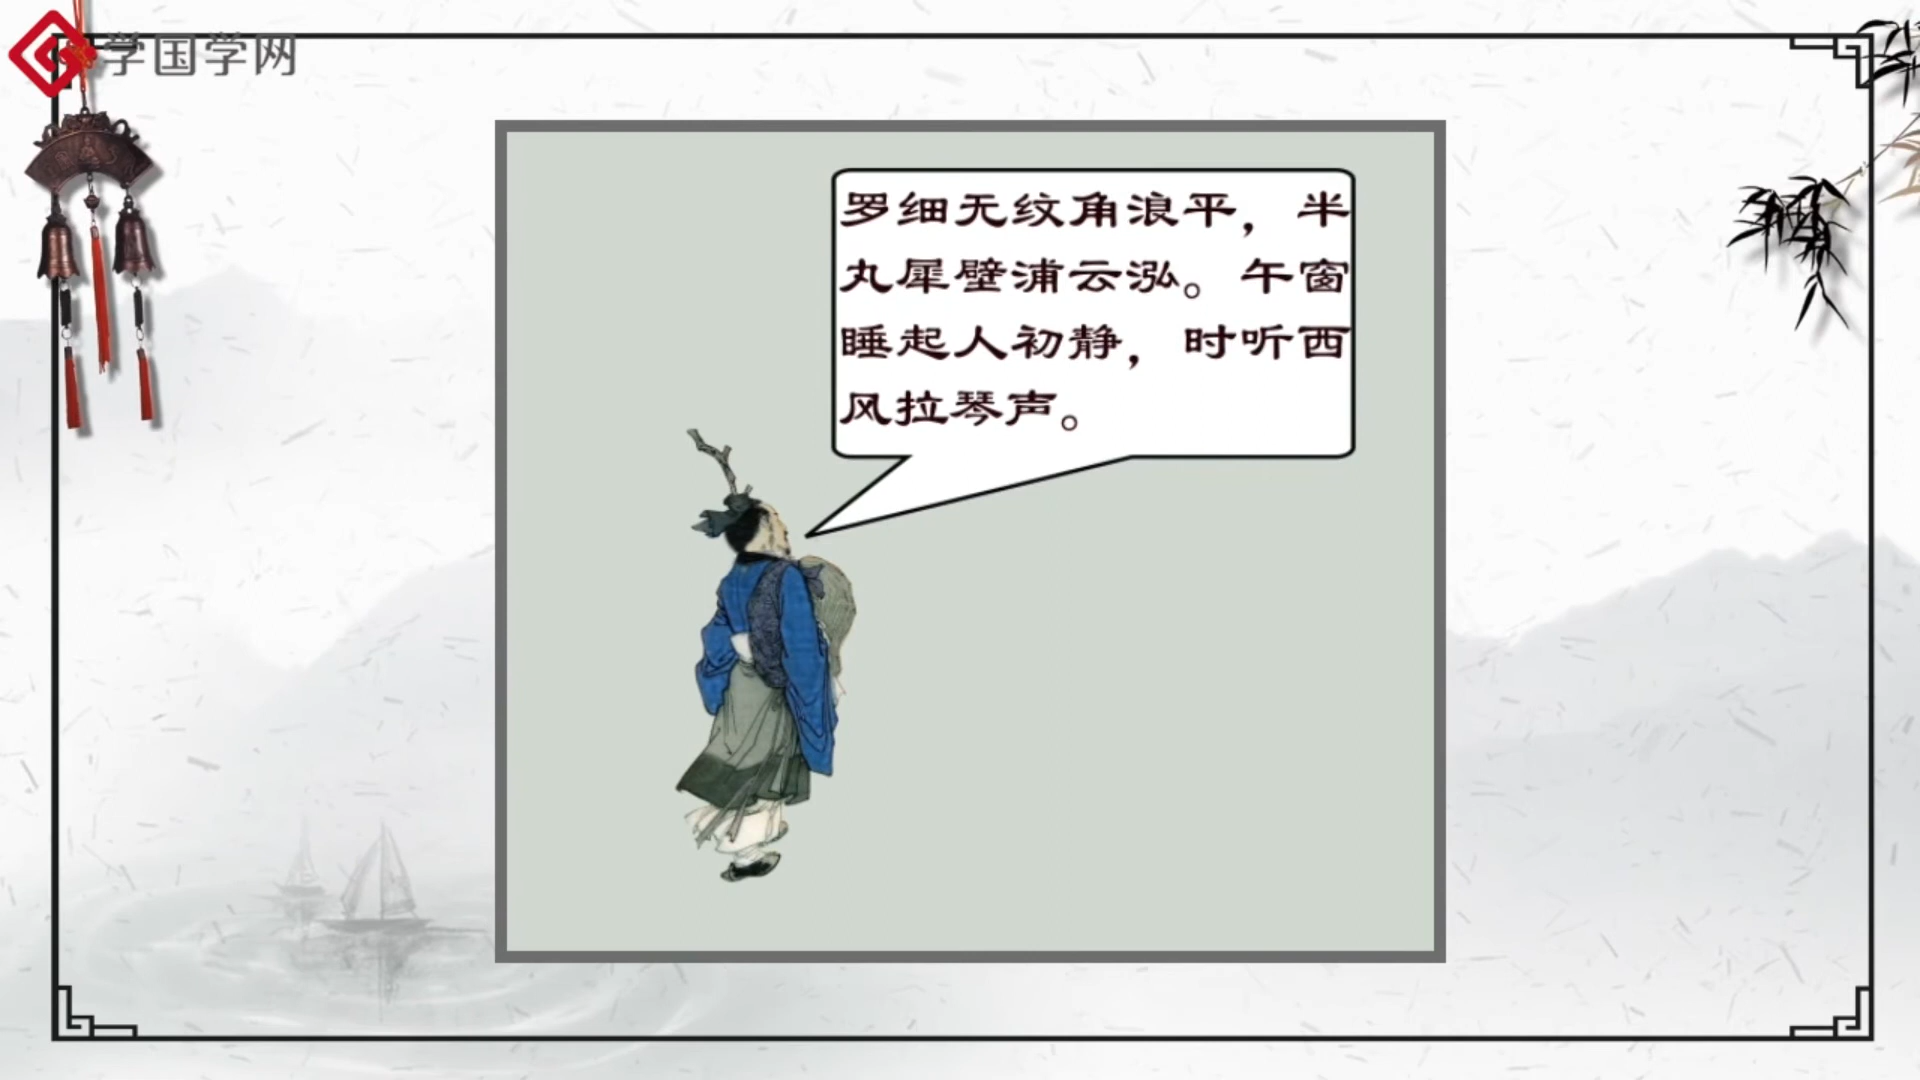 学国学网
罗细无纹角浪平，半
丸犀璧浦云泓。午窗
睡起人初静，时听西
风拉琴声。